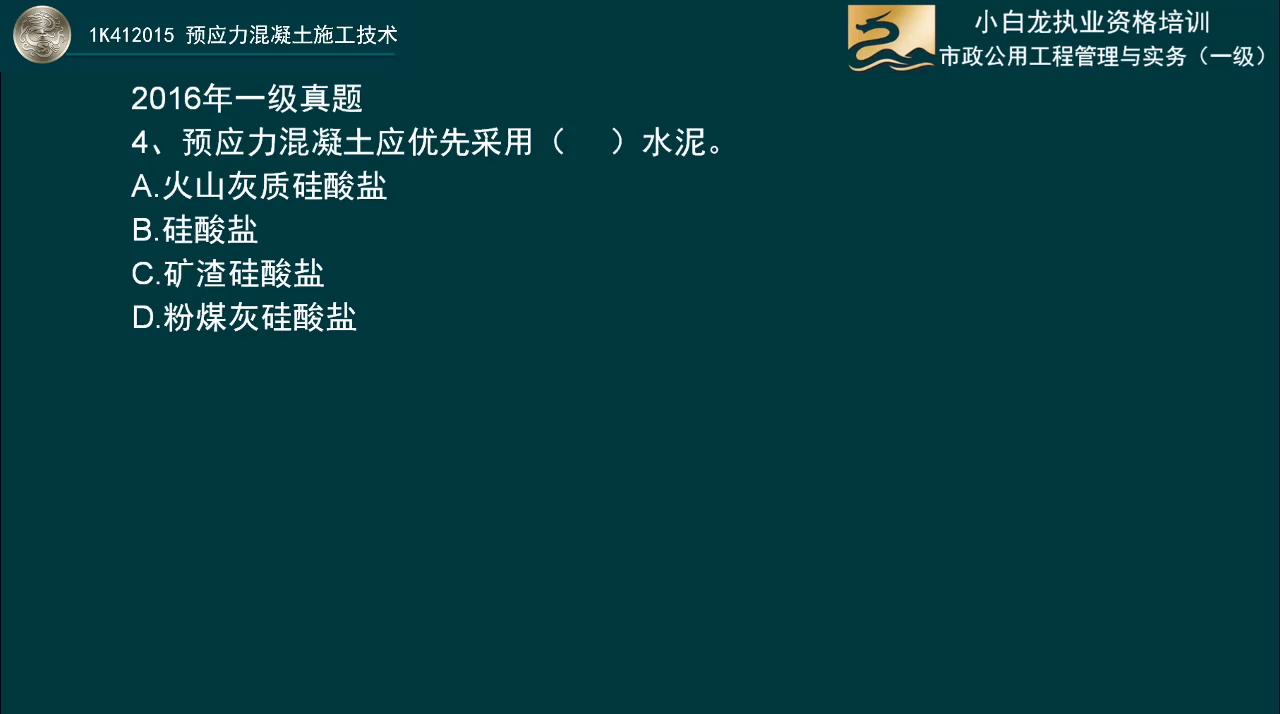 1K412015 预应力混凝土施工技术
小白龙执业资格培训
市政公用工程管理与实务（一级）
2016年一级真题
4、预应力混凝土应优先采用（    ）水泥。
A.火山灰质硅酸盐
B.硅酸盐
C.矿渣硅酸盐
D.粉煤灰硅酸盐